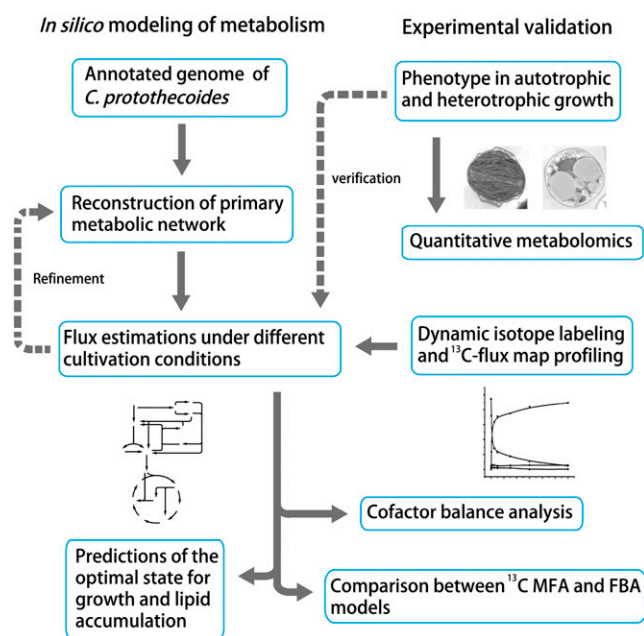 In silico modeling of metabolism
Experimental validation
Annotated genome of
C. protothecoides
Phenotype in autotrophic
and heterotrophic growth
verification
Reconstruction of primary
metabolic network
Quantitative metabolomics
Refinement
Flux estimations under different
cultivation conditions
Dynamic isotope labeling
and ¹³C-flux map profiling
Cofactor balance analysis
Predictions of the
optimal state for
growth and lipid
accumulation
Comparison between ¹³C MFA and FBA
models